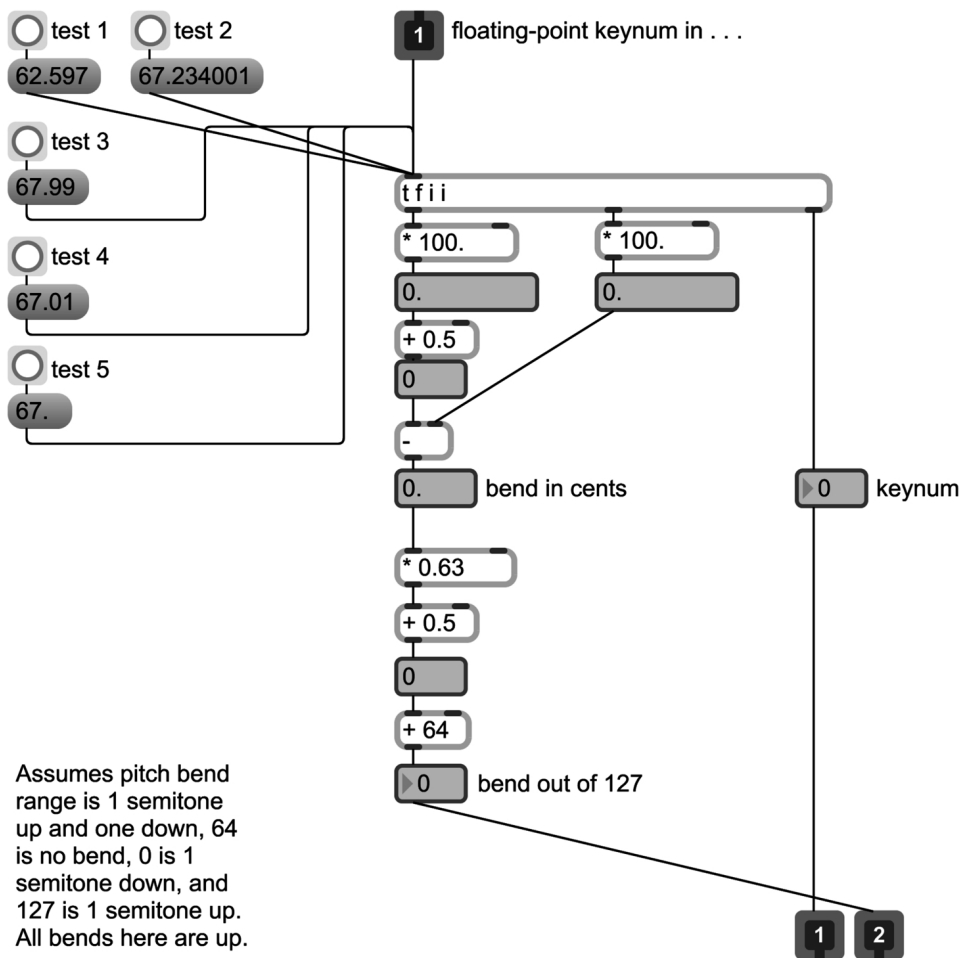 test 1
test 2
1
floating-point keynum in . . .
62.597
67.234001
test 3
67.99
t f i i
* 100.
* 100.
test 4
67.01
0.
0.
+ 0.5
test 5
67.
0
-
0.
bend in cents
0
keynum
* 0.63
+ 0.5
0
+ 64
0
bend out of 127
Assumes pitch bend
range is 1 semitone
up and one down, 64
is no bend, 0 is 1
semitone down, and
127 is 1 semitone up.
All bends here are up.
1
2